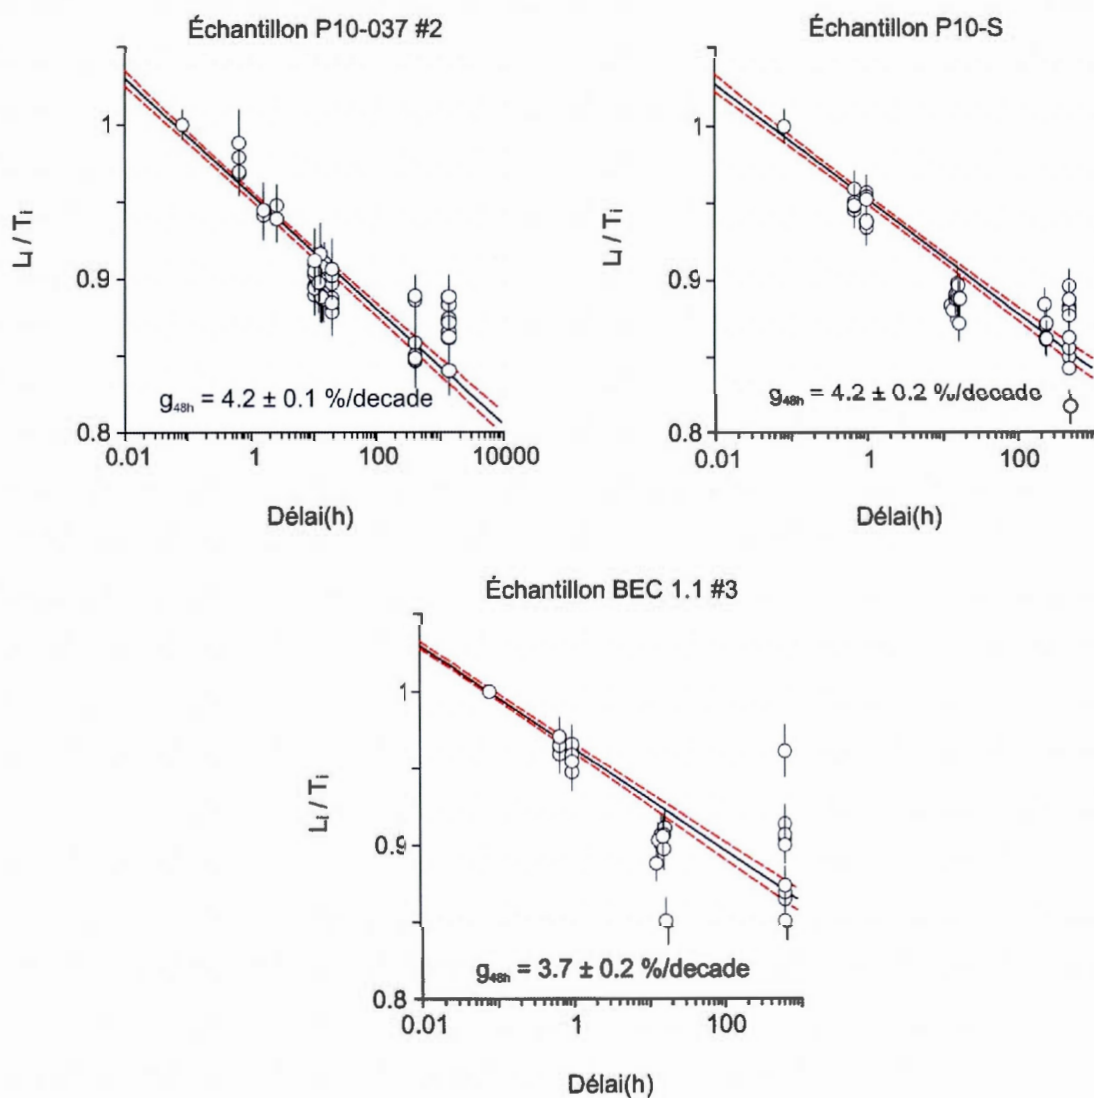 Échantillon P10-037 #2
Li / Ti
1
0.9
0.8
g48h = 4.2 ± 0.1 %/decade
0.01
1
100
10000
Délai(h)
Échantillon P10-S
Li / Ti
1
0.9
0.8
g48h = 4.2 ± 0.2 %/decade
0.01
1
100
Délai(h)
Échantillon BEC 1.1 #3
Li / Ti
1
0.9
0.8
g48h = 3.7 ± 0.2 %/decade
0.01
1
100
Délai(h)